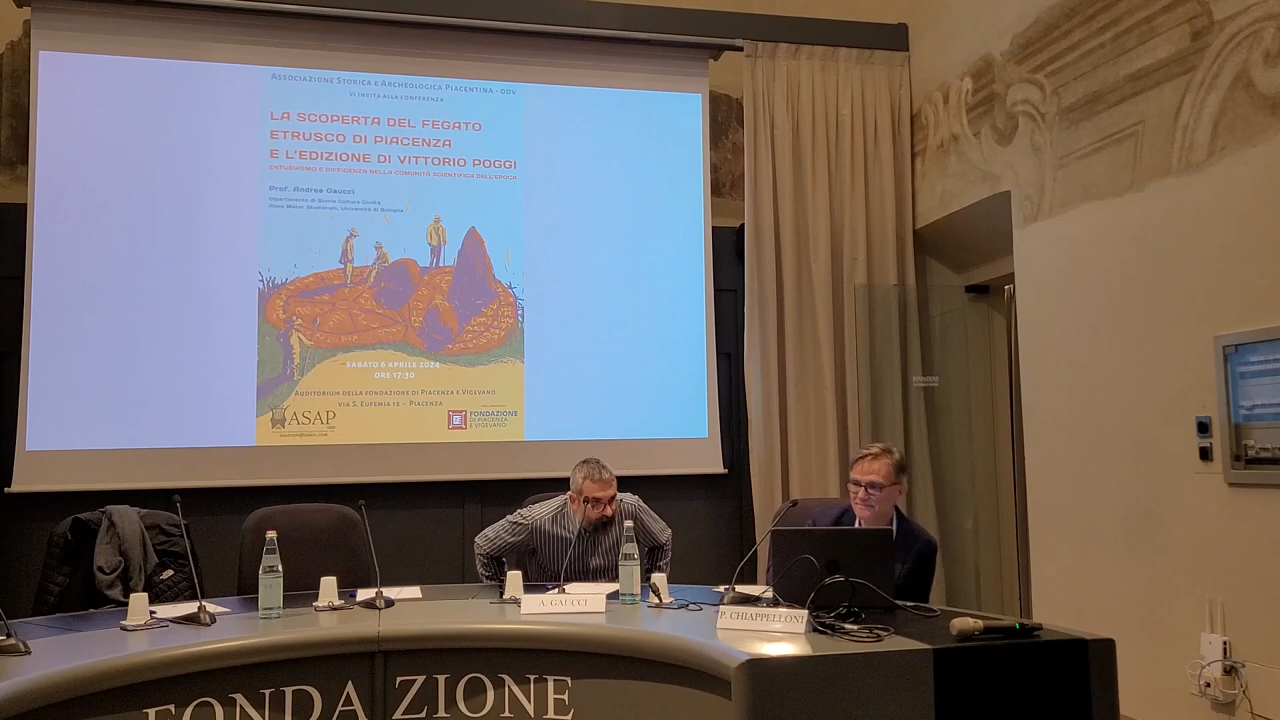 ASSOCIAZIONE STORICA E ARCHEOLOGICA PIACENTINA - ODV
VI INVITA ALLA CONFERENZA
LA SCOPERTA DEL FEGATO
ETRUSCO DI PIACENZA
E L'EDIZIONE DI VITTORIO POGGI
ENTUSIASMO E DIFFIDENZA NELLA COMUNITÀ SCIENTIFICA DELL'EPOCA
Prof. Andrea Gaucci
Dipartimento di Storia Culture Civiltà
Alma Mater Studiorum, Università di Bologna
SABATO 6 APRILE 2024
ORE 17:30
AUDITORIUM DELLA FONDAZIONE DI PIACENZA E VIGEVANO
VIA S. EUFEMIA 12 - PIACENZA
ASAP
ODV
FONDAZIONE
DI PIACENZA
E VIGEVANO
A. GAUCCI
P. CHIAPPELLONI
FONDAZIONE
FONDAZIONE